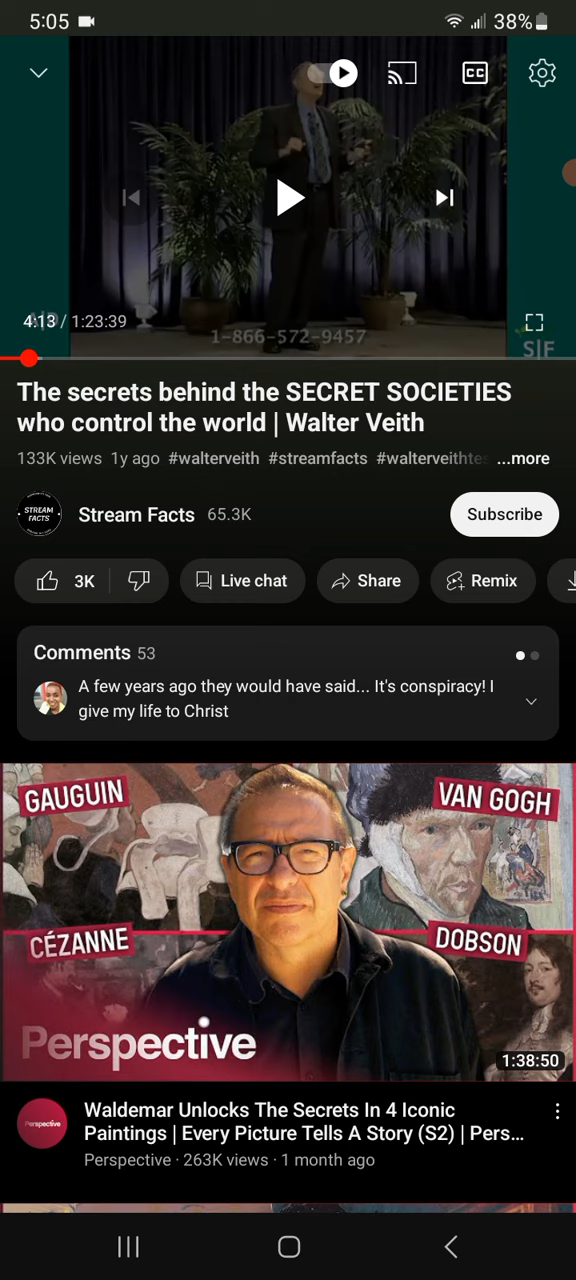 5:05
38%
4:13 / 1:23:39
1-866-572-9457
S|F
The secrets behind the SECRET SOCIETIES
who control the world | Walter Veith
133K views 1y ago #walterveith #streamfacts #walterveithtes ...more
STREAM
FACTS
Stream Facts 65.3K
Subscribe
3K
Live chat
Share
Remix
Comments 53
A few years ago they would have said... It's conspiracy! I
give my life to Christ
GAUGUIN
VAN GOGH
CÉZANNE
DOBSON
Perspective
1:38:50
Perspective
Waldemar Unlocks The Secrets In 4 Iconic
Paintings | Every Picture Tells A Story (S2) | Pers...
Perspective · 263K views · 1 month ago